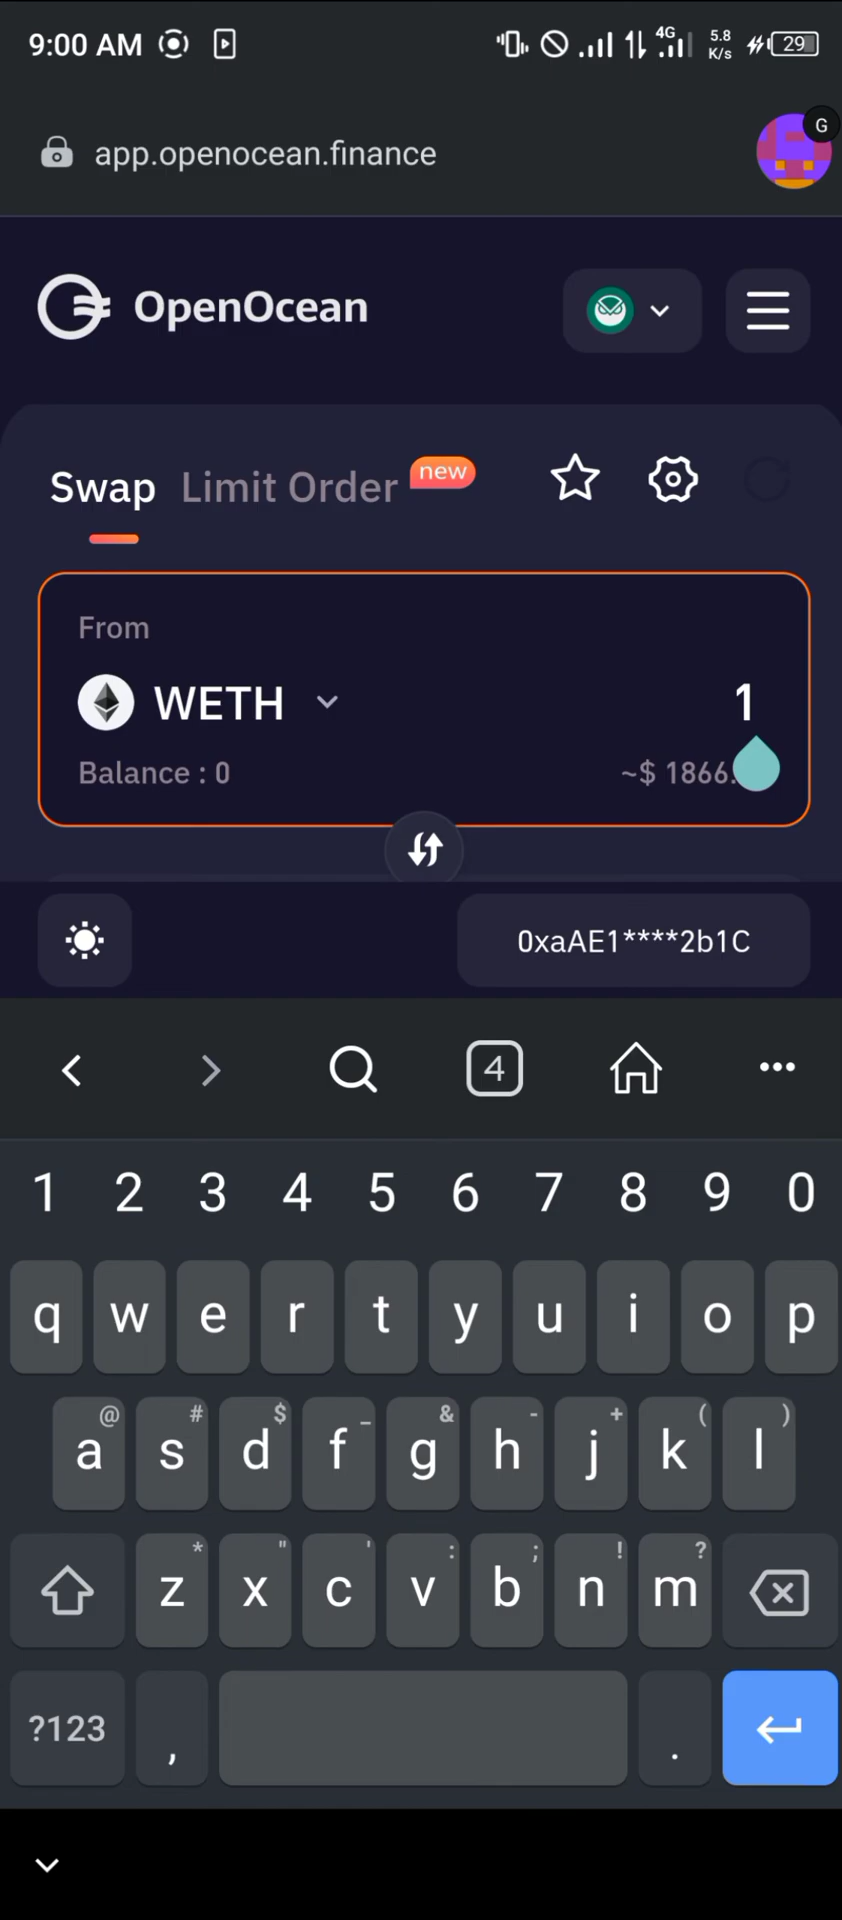 9:00 AM 4G 5.8 K/s 29
app.openocean.finance G
OpenOcean
Swap Limit Order new
From
WETH 1
Balance : 0 ~$ 1866.
0xaAE1****2b1C
4
1 2 3 4 5 6 7 8 9 0
q w e r t y u i o p
@ # $ _ & - + ( )
a s d f g h j k l
* " ' : ; ! ?
z x c v b n m
?123 , .